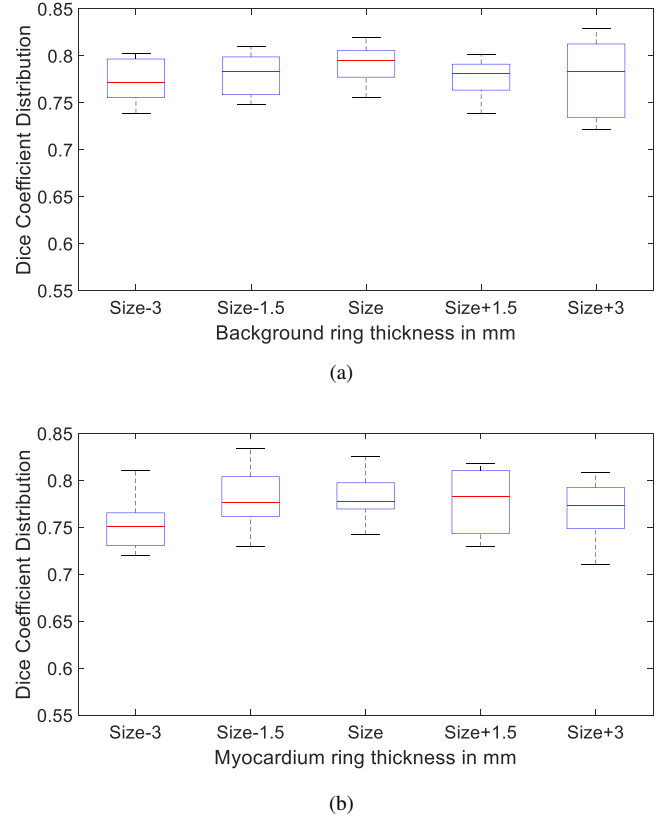 Dice Coefficient Distribution
0.85
0.8
0.75
0.7
0.65
0.6
0.55
Size-3 Size-1.5 Size Size+1.5 Size+3
Background ring thickness in mm
(a)
Dice Coefficient Distribution
0.85
0.8
0.75
0.7
0.65
0.6
0.55
Size-3 Size-1.5 Size Size+1.5 Size+3
Myocardium ring thickness in mm
(b)